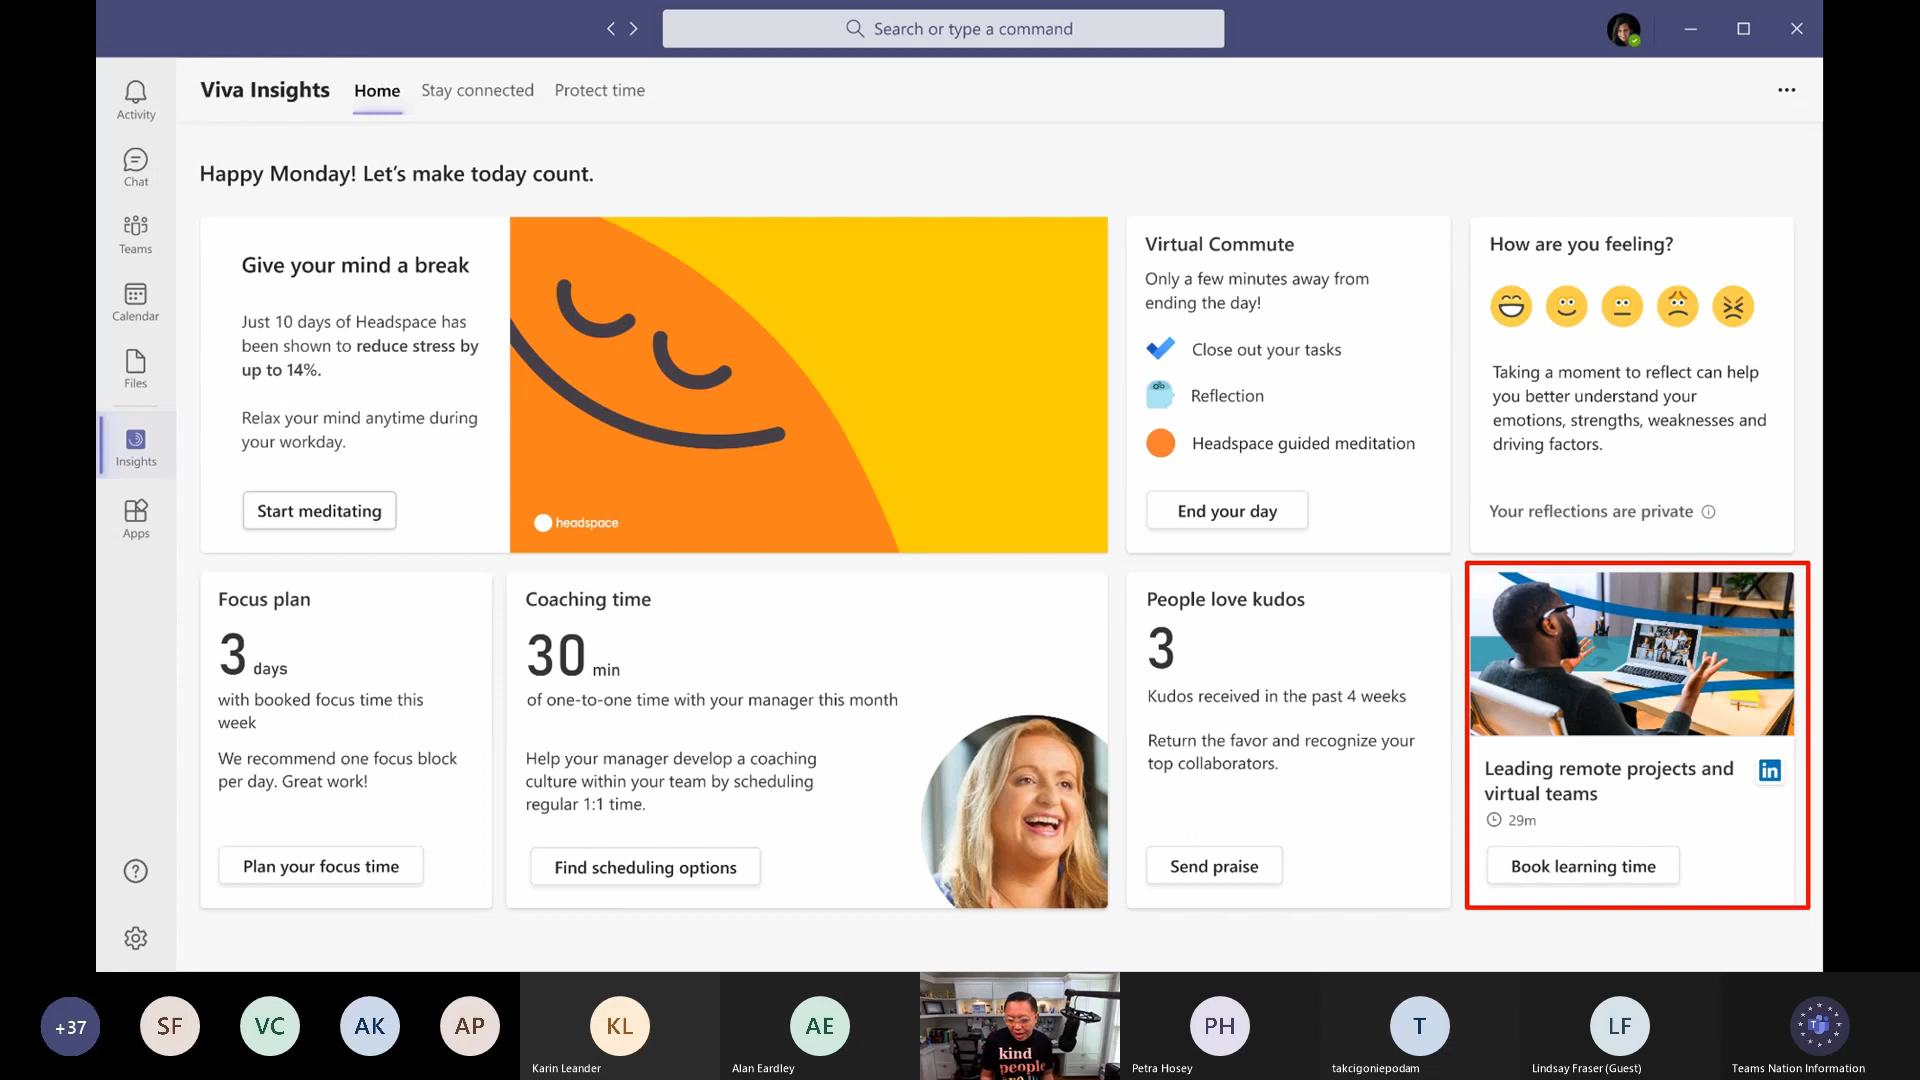 Search or type a command
Viva Insights
Home
Stay connected
Protect time
Activity
Chat
Teams
Calendar
Files
Insights
Apps
Happy Monday! Let's make today count.
Give your mind a break
Just 10 days of Headspace has
been shown to reduce stress by
up to 14%.
Relax your mind anytime during
your workday.
Start meditating
headspace
Virtual Commute
Only a few minutes away from
ending the day!
Close out your tasks
Reflection
Headspace guided meditation
End your day
How are you feeling?
Taking a moment to reflect can help
you better understand your
emotions, strengths, weaknesses and
driving factors.
Your reflections are private
Focus plan
3 days
with booked focus time this
week
We recommend one focus block
per day. Great work!
Plan your focus time
Coaching time
30 min
of one-to-one time with your manager this month
Help your manager develop a coaching
culture within your team by scheduling
regular 1:1 time.
Find scheduling options
People love kudos
3
Kudos received in the past 4 weeks
Return the favor and recognize your
top collaborators.
Send praise
Leading remote projects and
virtual teams
in
29m
Book learning time
+37
SF
VC
AK
AP
KL
Karin Leander
AE
Alan Eardley
kind
people
PH
Petra Hosey
T
takcigoniepodam
LF
Lindsay Fraser (Guest)
T
Teams Nation Information